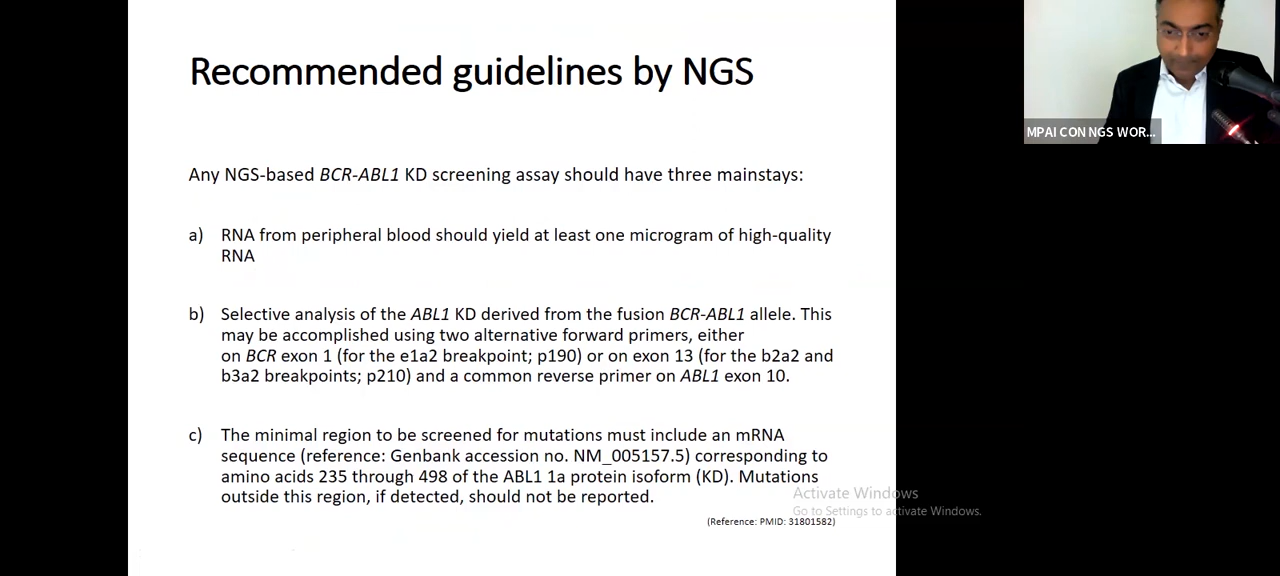 Recommended guidelines by NGS
MPAI CON NGS WOR...
Any NGS-based BCR-ABL1 KD screening assay should have three mainstays:
a) RNA from peripheral blood should yield at least one microgram of high-quality
RNA
b) Selective analysis of the ABL1 KD derived from the fusion BCR-ABL1 allele. This
may be accomplished using two alternative forward primers, either
on BCR exon 1 (for the e1a2 breakpoint; p190) or on exon 13 (for the b2a2 and
b3a2 breakpoints; p210) and a common reverse primer on ABL1 exon 10.
c) The minimal region to be screened for mutations must include an mRNA
sequence (reference: Genbank accession no. NM_005157.5) corresponding to
amino acids 235 through 498 of the ABL1 1a protein isoform (KD). Mutations
outside this region, if detected, should not be reported.
Activate Windows
Go to Settings to activate Windows.
(Reference: PMID: 31801582)